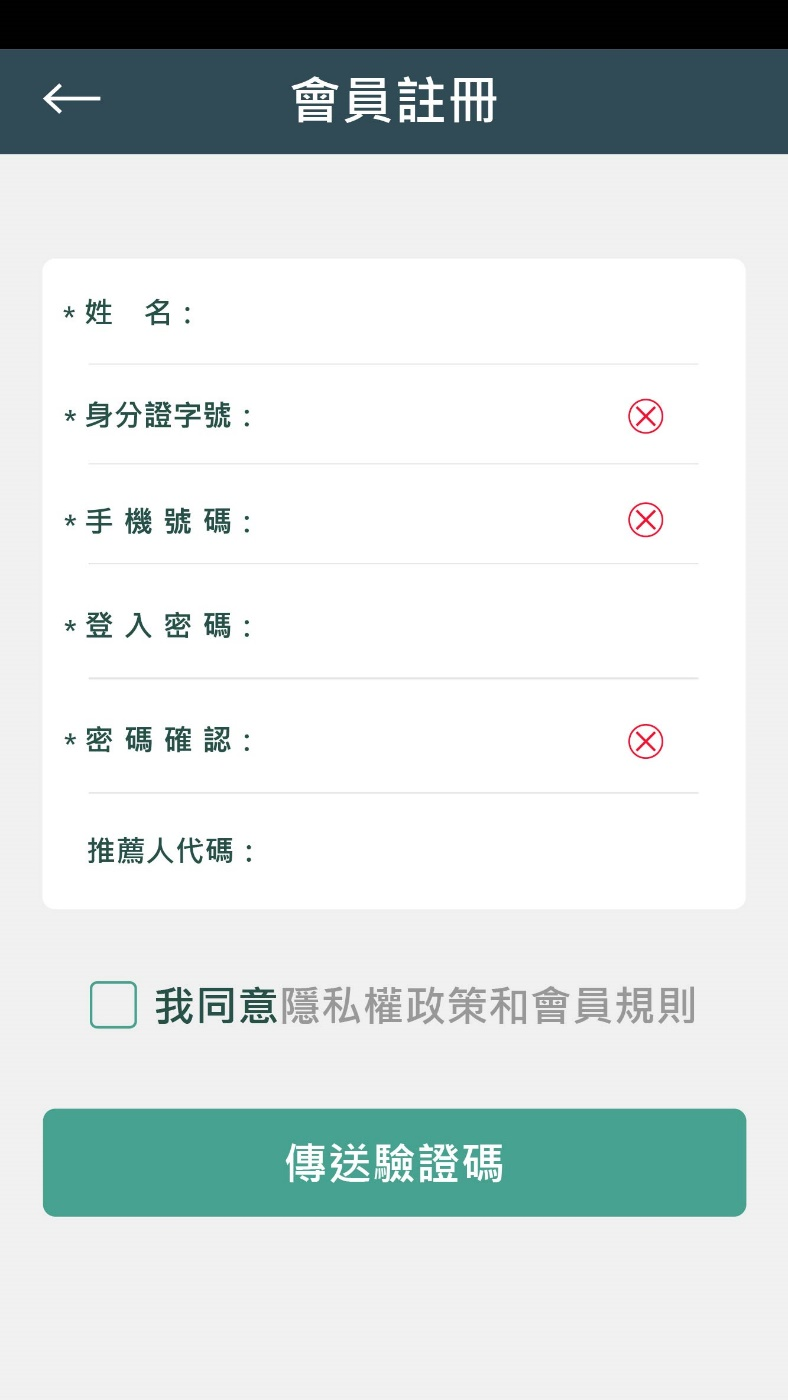 會員註冊
* 姓　名：
* 身分證字號：
* 手機號碼：
* 登入密碼：
* 密碼確認：
推薦人代碼：
我同意隱私權政策和會員規則
傳送驗證碼